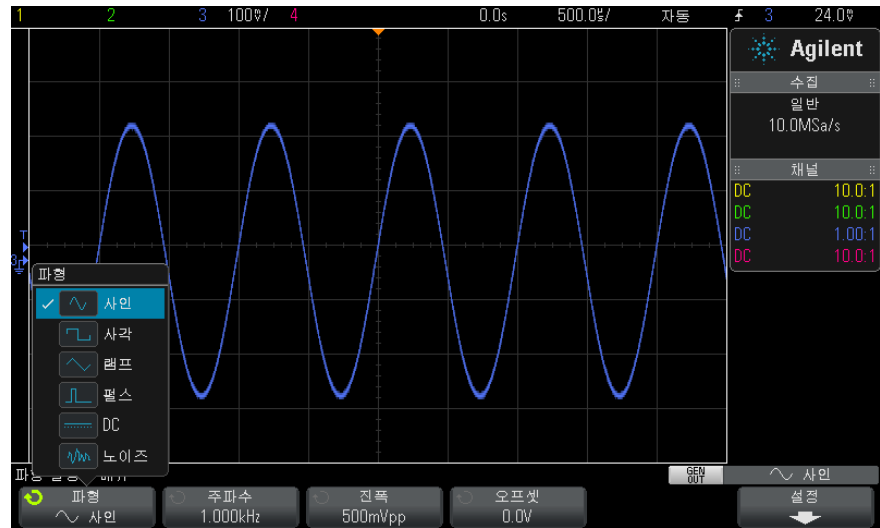 1 2 3 100▽/ 4 0.0s 500.0㎲/ 자동 3 24.0▽
Agilent
수집
일반
10.0MSa/s
채널
DC 10.0:1
DC 10.0:1
DC 1.00:1
DC 10.0:1
T
3
파형
사인
사각
램프
펄스
DC
노이즈
GEN OUT 사인
파형 사인
주파수 1.000kHz
진폭 500mVpp
오프셋 0.0V
설정